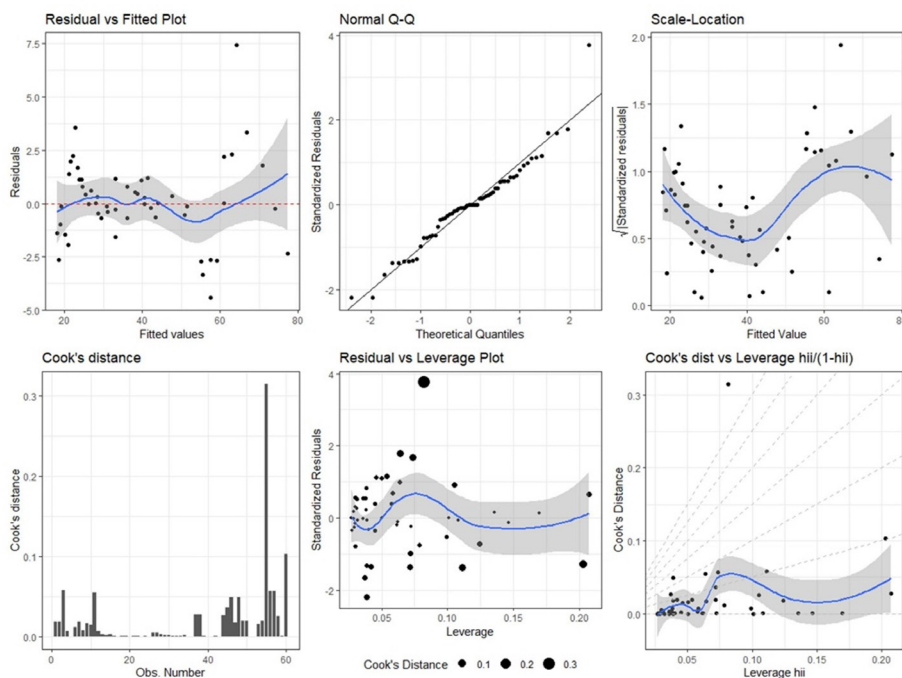 Residual vs Fitted Plot
7.5
5.0
2.5
0.0
-2.5
-5.0
Residuals
20
40
60
80
Fitted values
Normal Q-Q
4
2
0
-2
Standardized Residuals
-2
-1
0
1
2
Theoretical Quantiles
Scale-Location
2.0
1.5
1.0
0.5
0.0
√|Standardized residuals|
20
40
60
80
Fitted Value
Cook's distance
0.3
0.2
0.1
0.0
Cook's distance
0
20
40
60
Obs. Number
Residual vs Leverage Plot
4
2
0
-2
Standardized Residuals
0.05
0.10
0.15
0.20
Leverage
Cook's Distance
0.1
0.2
0.3
Cook's dist vs Leverage hii/(1-hii)
0.3
0.2
0.1
0.0
Cook's Distance
0.05
0.10
0.15
0.20
Leverage hii